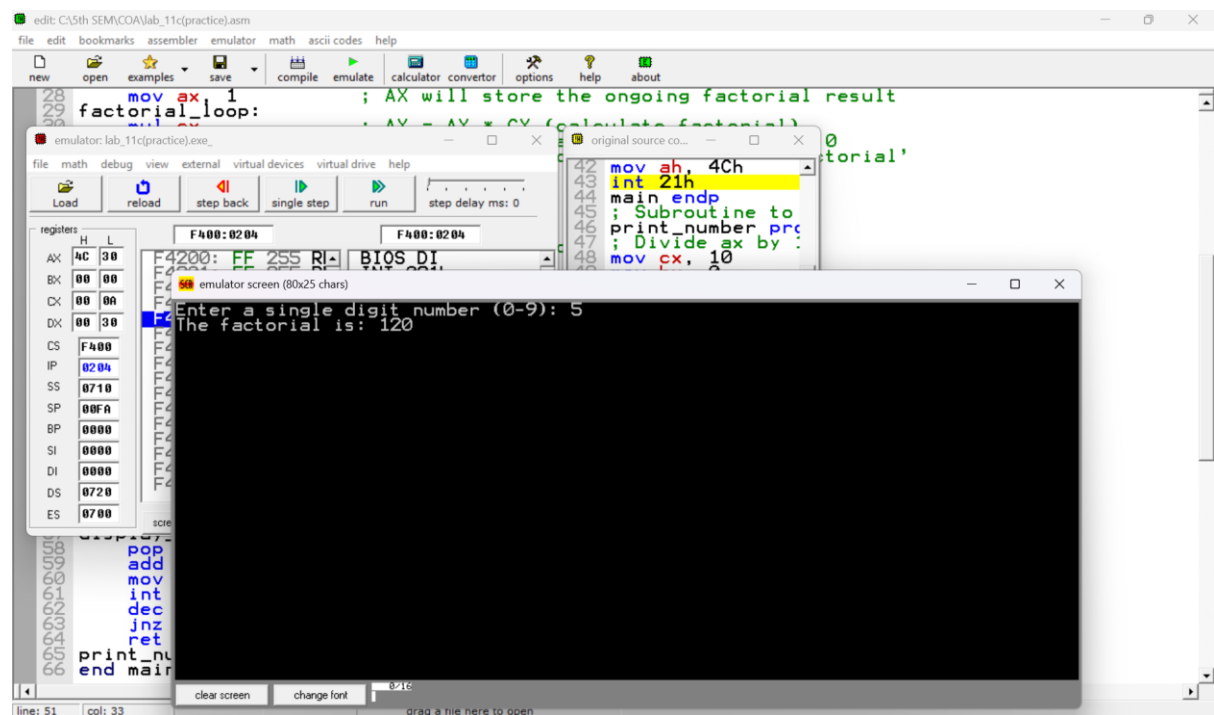 edit: C:\5th SEM\COA\lab_11c(practice).asm
file edit bookmarks assembler emulator math ascii codes help
new open examples save compile emulate calculator convertor options help about
28 mov ax, 1 ; AX will store the ongoing factorial result
29 factorial_loop:
emulator: lab_11c(practice).exe_
file math debug view external virtual devices virtual drive help
Load reload step back single step run step delay ms: 0
registers
H L
F400:0204 F400:0204
AX 4C 30
BX 00 00
CX 00 0A
DX 00 30
CS F400
IP 0204
SS 0710
SP 00FA
BP 0000
SI 0000
DI 0000
DS 0720
ES 0700
F4200: FF 255
BIOS DI
original source co...
42 mov ah, 4Ch
43 int 21h
44 main endp
45 ; Subroutine to
46 print_number
47 ; Divide ax by
48 mov cx, 10
emulator screen (80x25 chars)
Enter a single digit number (0-9): 5
The factorial is: 120
clear screen change font 0/16
58 pop
59 add
60 mov
61 int
62 dec
63 jnz
64 ret
65
66 end
line: 51 col: 33 drag a file here to open